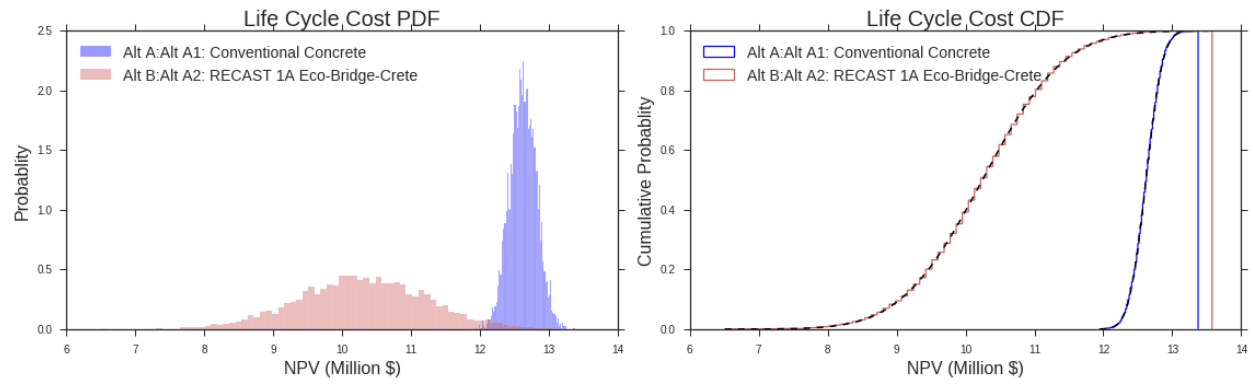 Life Cycle Cost PDF
2.5
2.0
1.5
1.0
0.5
0.0
Probablity
Alt A:Alt A1: Conventional Concrete
Alt B:Alt A2: RECAST 1A Eco-Bridge-Crete
6 7 8 9 10 11 12 13 14
NPV (Million $)
Life Cycle Cost CDF
1.0
0.8
0.6
0.4
0.2
0.0
Cumulative Probablity
Alt A:Alt A1: Conventional Concrete
Alt B:Alt A2: RECAST 1A Eco-Bridge-Crete
6 7 8 9 10 11 12 13 14
NPV (Million $)